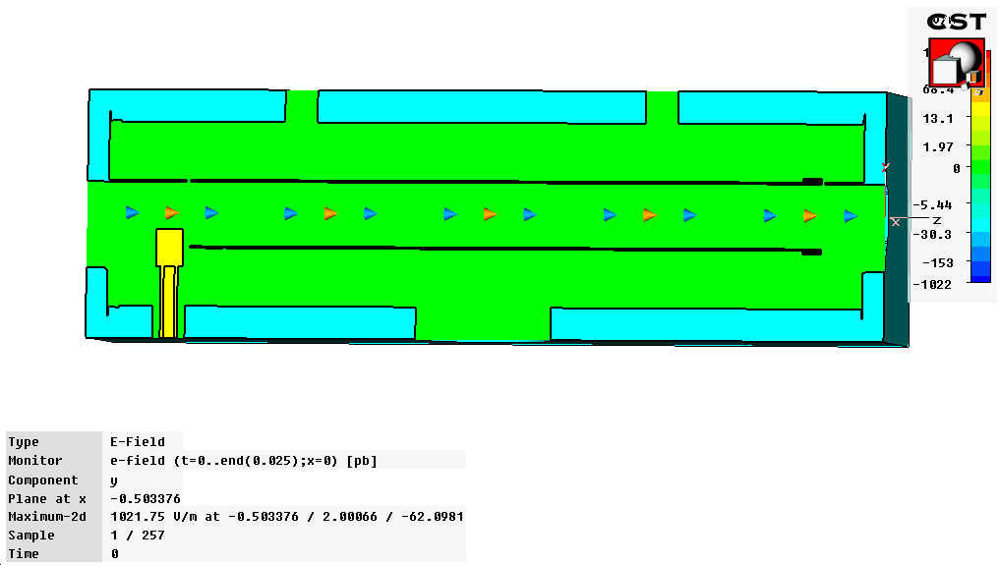 CST
66.4
13.1
1.97
0
-5.44
-30.3
-153
-1022
z
x
Type E-Field
Monitor e-field (t=0..end(0.025);x=0) [pb]
Component y
Plane at x -0.503376
Maximum-2d 1021.75 V/m at -0.503376 / 2.00066 / -62.0981
Sample 1 / 257
Time 0